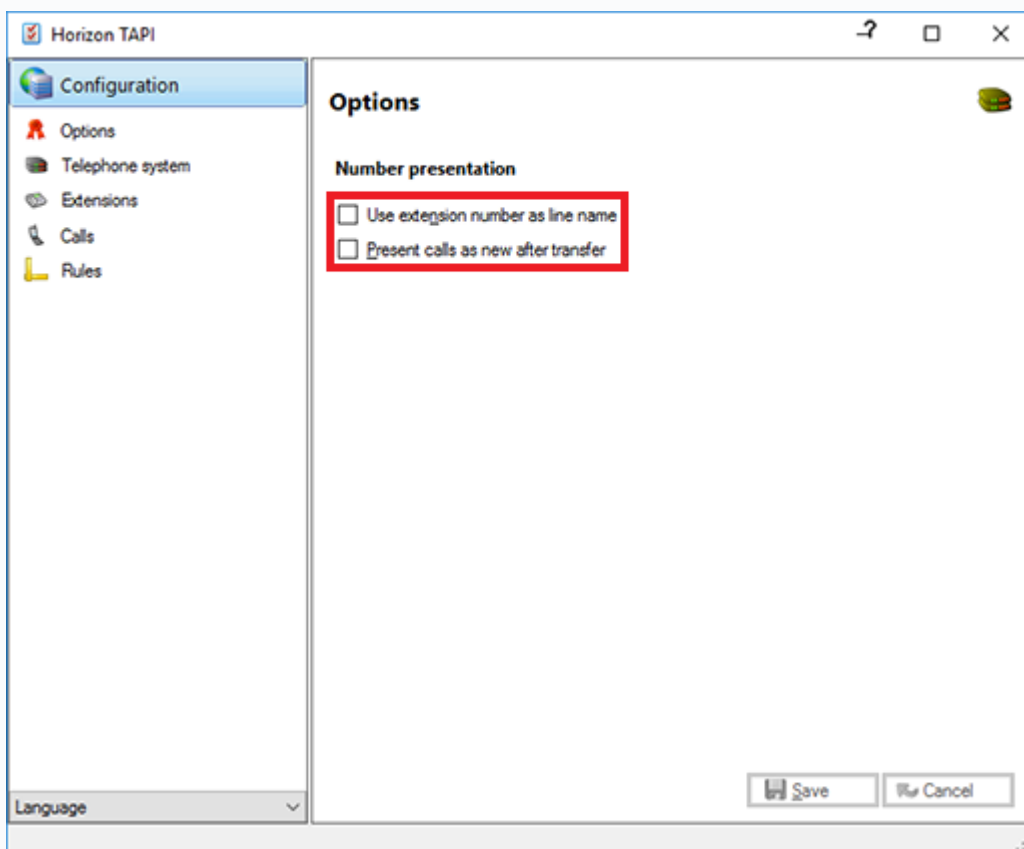 Horizon TAPI
Configuration
Options
Telephone system
Extensions
Calls
Rules
Language
Options
Number presentation
Use extension number as line name
Present calls as new after transfer
Save
Cancel